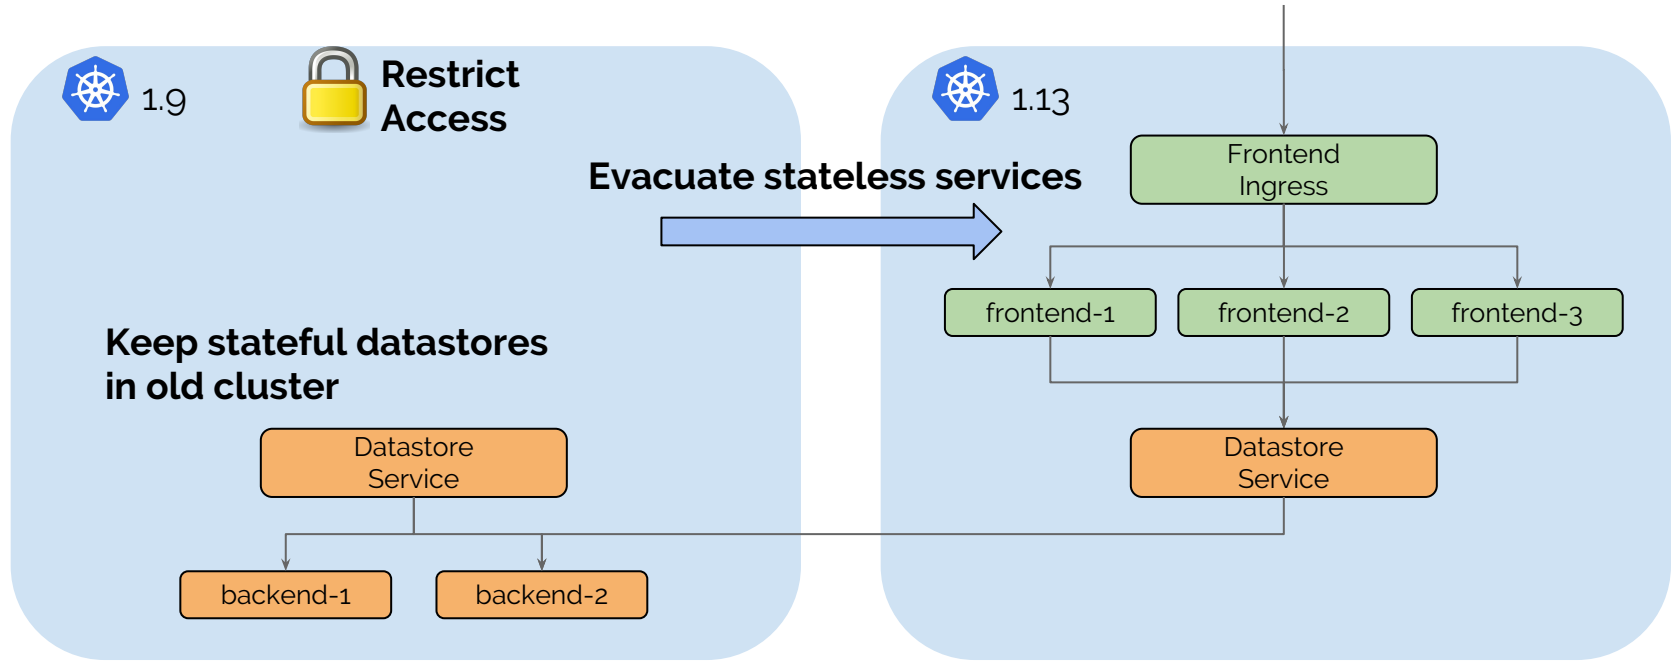 1.9
Restrict
Access
1.13
Evacuate stateless services
Frontend
Ingress
frontend-1
frontend-2
frontend-3
Keep stateful datastores
in old cluster
Datastore
Service
Datastore
Service
backend-1
backend-2